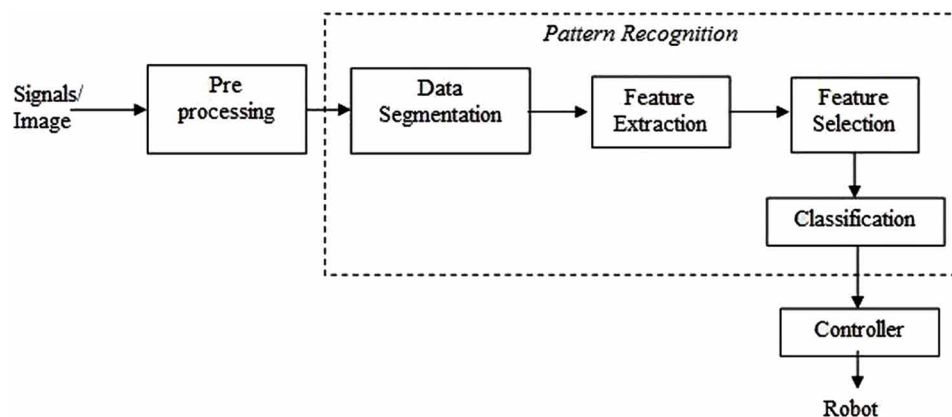 Pattern Recognition
Signals/
Image
Pre
processing
Data
Segmentation
Feature
Extraction
Feature
Selection
Classification
Controller
Robot